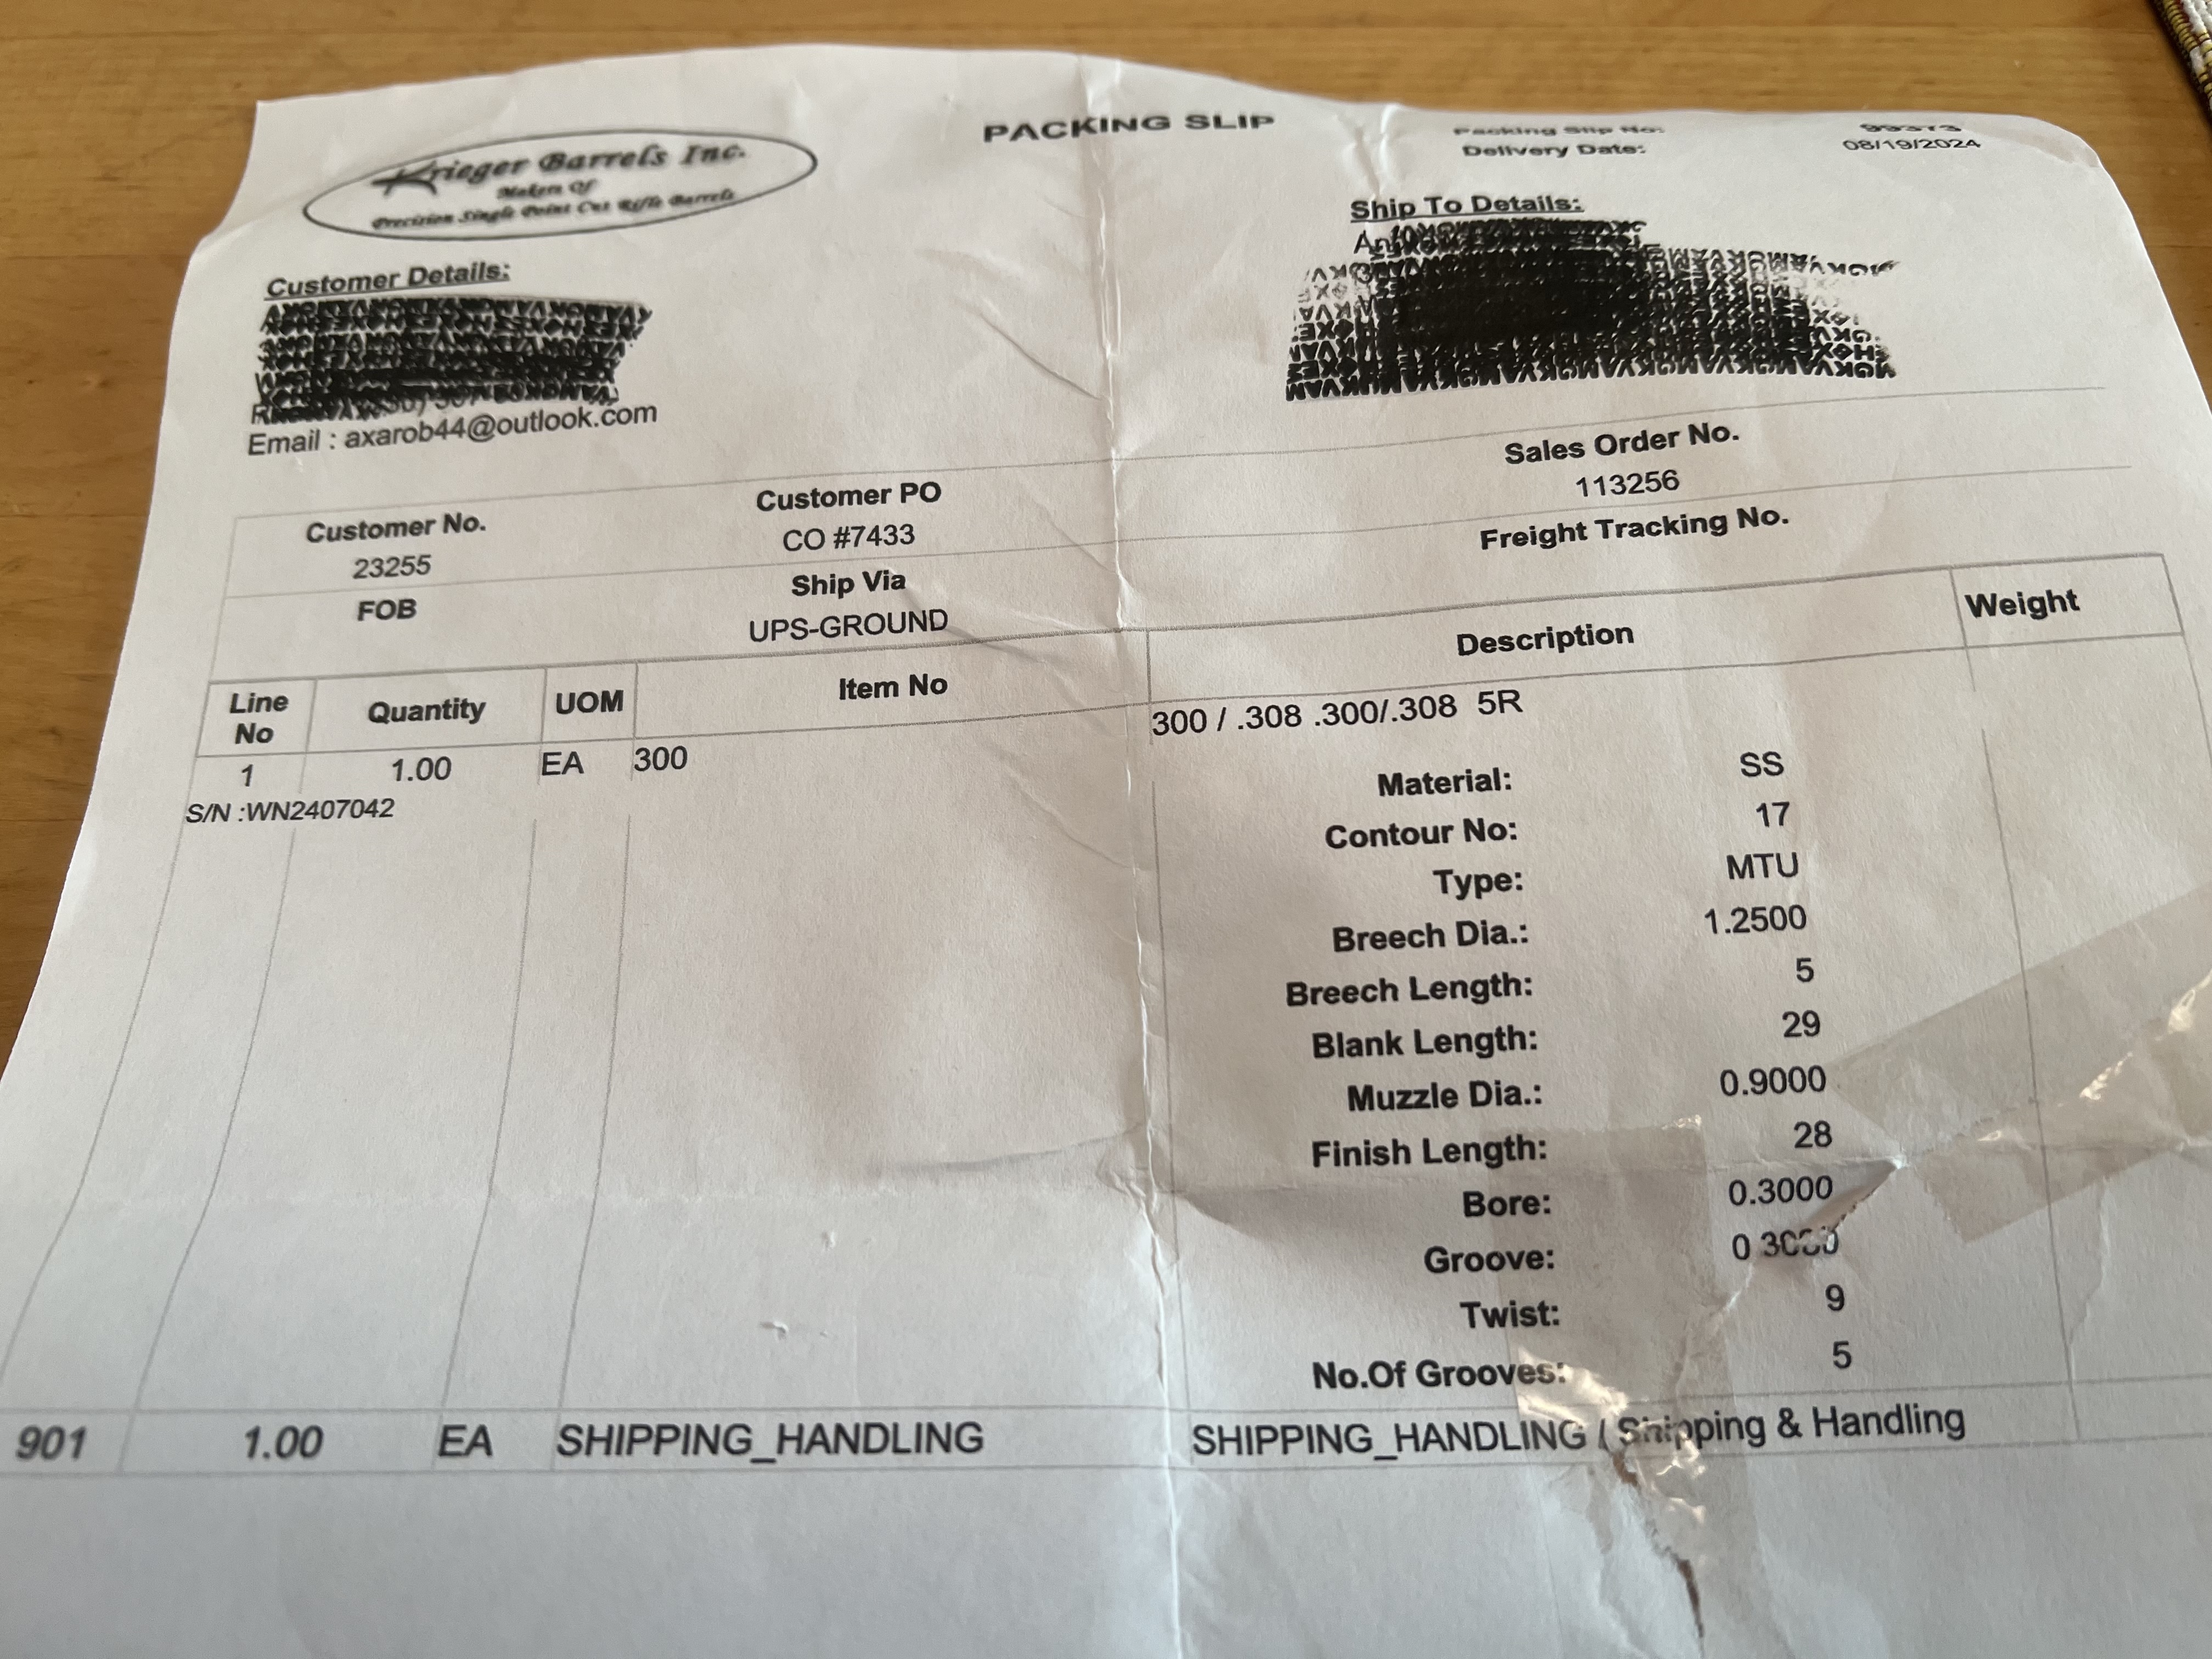 PACKING SLIP
Krieger Barrels Inc.
Makers Of
Precision Single Point Cut Rifle Barrels
Packing Slip No:
Delivery Date: 08/19/2024
Customer Details:
Email : axarob44@outlook.com
Ship To Details:
Customer No.
23255
Customer PO
CO #7433
Sales Order No.
113256
FOB
Ship Via
UPS-GROUND
Freight Tracking No.
Line No Quantity UOM Item No Description Weight
1 1.00 EA 300 300 / .308 .300/.308 5R
S/N :WN2407042
Material: SS
Contour No: 17
Type: MTU
Breech Dia.: 1.2500
Breech Length: 5
Blank Length: 29
Muzzle Dia.: 0.9000
Finish Length: 28
Bore: 0.3000
Groove:
Twist: 9
No.Of Grooves: 5
901 1.00 EA SHIPPING_HANDLING SHIPPING_HANDLING / Shipping & Handling